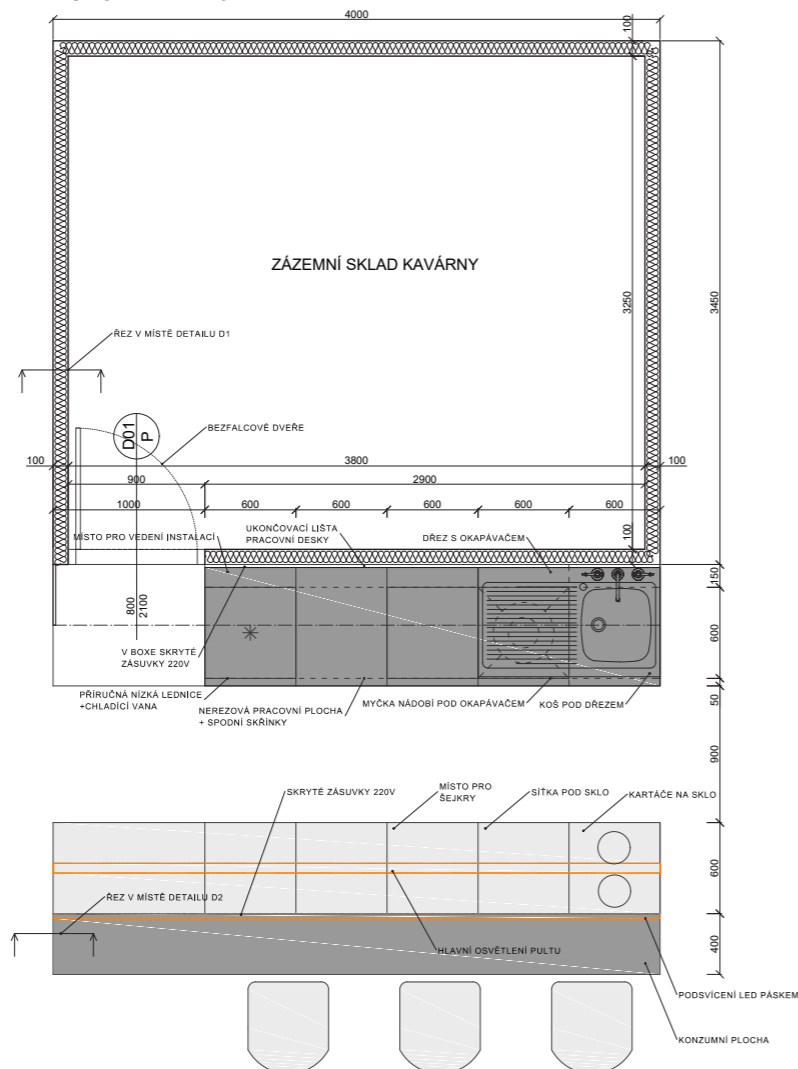 4000
100
ZÁZEMNÍ SKLAD KAVÁRNY
3250
3450
ŘEZ V MÍSTĚ DETAILU D1
D01
P
BEZFALCOVÉ DVEŘE
100
3800
100
900
2900
1000
600
600
600
600
600
MÍSTO PRO VEDENÍ INSTALACÍ
UKONČOVACÍ LIŠTA
PRACOVNÍ DESKY
DŘEZ S OKAPÁVAČEM
100
150
800
2100
600
V BOXE SKRYTÉ
ZÁSUVKY 220V
PŘÍRUČNÁ NÍZKÁ LEDNICE
+CHLADÍCÍ VANA
NEREZOVÁ PRACOVNÍ PLOCHA
+ SPODNÍ SKŘÍNKY
MYČKA NÁDOBÍ POD OKAPÁVAČEM
KOŠ POD DŘEZEM
50
900
SKRYTÉ ZÁSUVKY 220V
MÍSTO PRO
ŠEJKRY
SÍŤKA POD SKLO
KARTÁČE NA SKLO
600
ŘEZ V MÍSTĚ DETAILU D2
HLAVNÍ OSVĚTLENÍ PULTU
400
PODSVÍCENÍ LED PÁSKEM
KONZUMNÍ PLOCHA